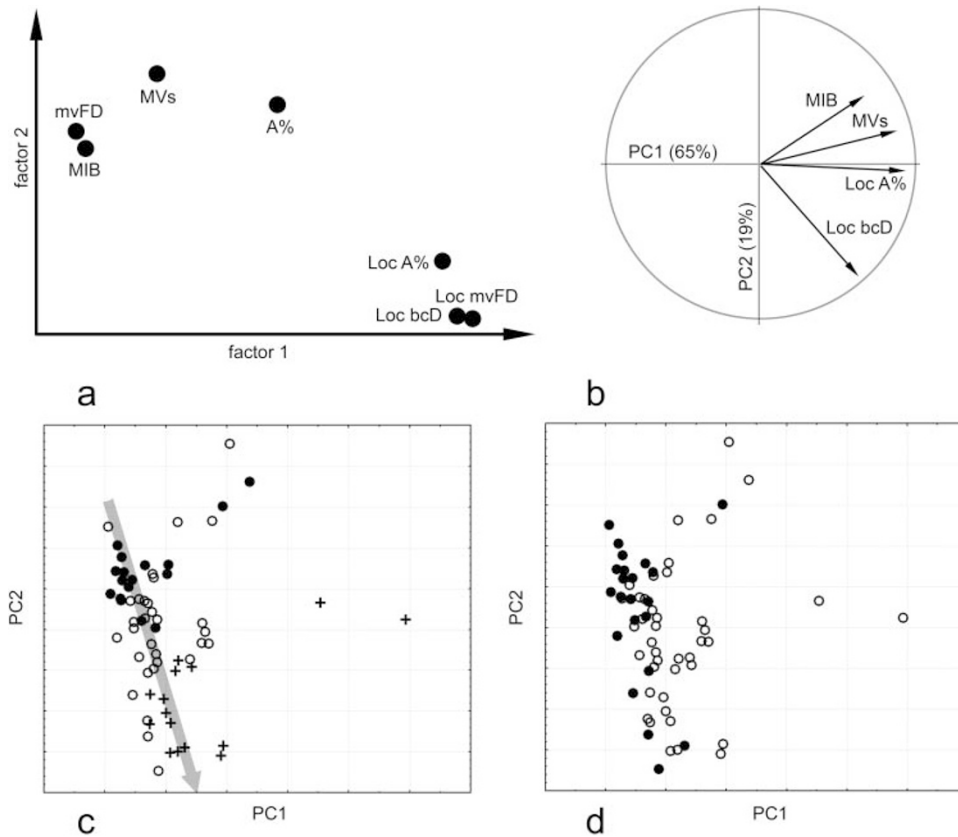 factor 2
mvFD
MIB
MVs
A%
Loc A%
Loc mvFD
Loc bcD
factor 1
a
MIB
MVs
PC1 (65%)
Loc A%
Loc bcD
PC2 (19%)
b
PC2
PC1
c
PC2
PC1
d